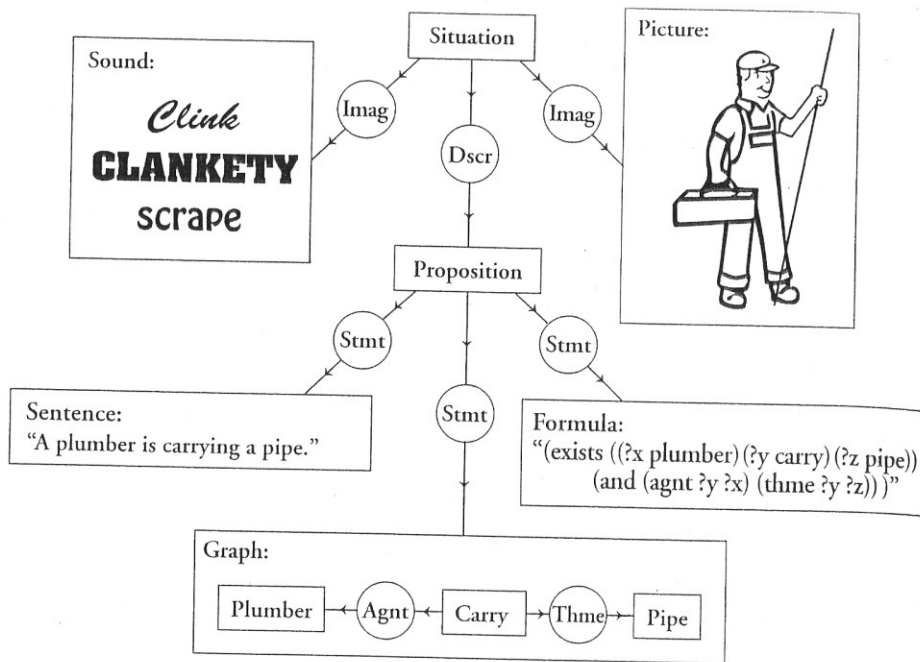 Situation
Sound:
Picture:
Clink
CLANKETY
scrape
Imag
Imag
Dscr
Proposition
Stmt
Stmt
Stmt
Sentence:
“A plumber is carrying a pipe.”
Formula:
“(exists ((?x plumber) (?y carry) (?z pipe))
(and (agnt ?y ?x) (thme ?y ?z)))”
Graph:
Plumber
Agnt
Carry
Thme
Pipe